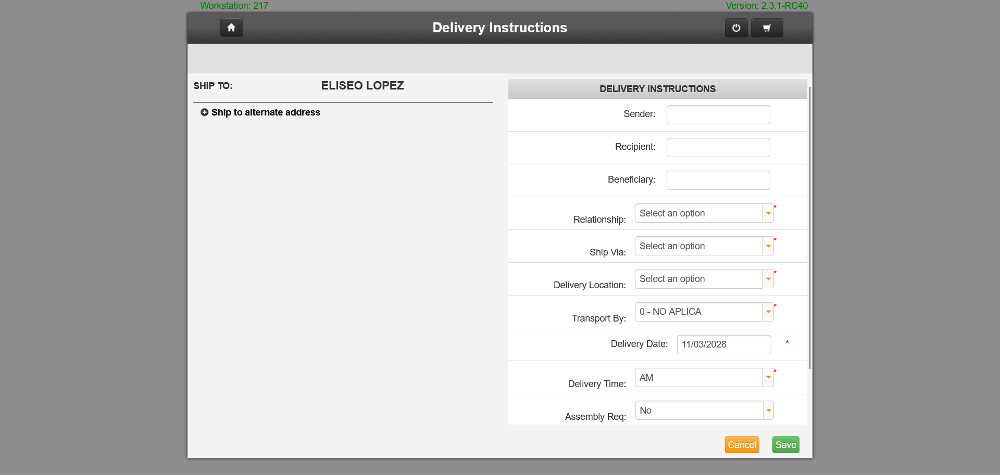 Workstation: 217
Version: 2.3.1-RC40
Delivery Instructions
SHIP TO:
ELISEO LOPEZ
Ship to alternate address
DELIVERY INSTRUCTIONS
Sender:
Recipient:
Beneficiary:
Relationship: Select an option *
Ship Via: Select an option *
Delivery Location: Select an option *
Transport By: 0 - NO APLICA *
Delivery Date: 11/03/2026 *
Delivery Time: AM *
Assembly Req: No
Cancel
Save